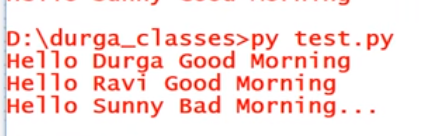 D:\durga_classes>py test.py
Hello Durga Good Morning
Hello Ravi Good Morning
Hello Sunny Bad Morning...